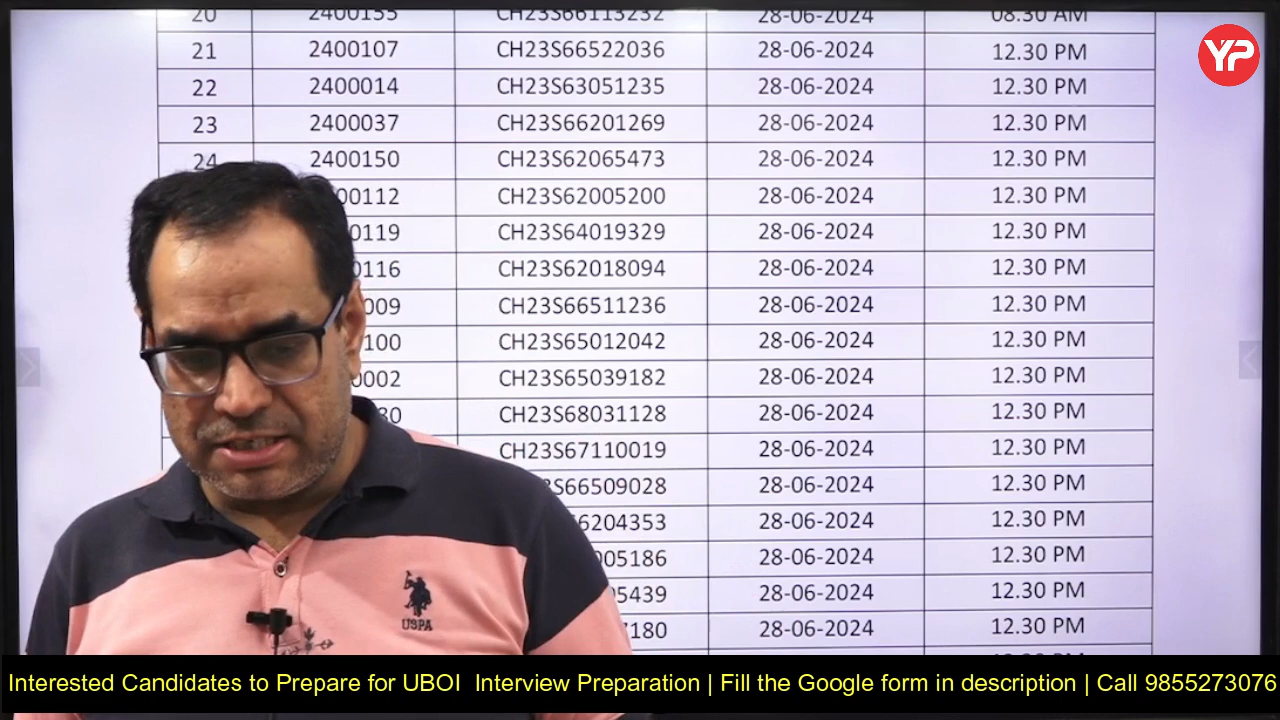 20 2400155 CH23S66113232 28-06-2024 08.30 AM
21 2400107 CH23S66522036 28-06-2024 12.30 PM
22 2400014 CH23S63051235 28-06-2024 12.30 PM
23 2400037 CH23S66201269 28-06-2024 12.30 PM
24 2400150 CH23S62065473 28-06-2024 12.30 PM
00112 CH23S62005200 28-06-2024 12.30 PM
0119 CH23S64019329 28-06-2024 12.30 PM
0116 CH23S62018094 28-06-2024 12.30 PM
009 CH23S66511236 28-06-2024 12.30 PM
100 CH23S65012042 28-06-2024 12.30 PM
0002 CH23S65039182 28-06-2024 12.30 PM
30 CH23S68031128 28-06-2024 12.30 PM
CH23S67110019 28-06-2024 12.30 PM
S66509028 28-06-2024 12.30 PM
6204353 28-06-2024 12.30 PM
005186 28-06-2024 12.30 PM
5439 28-06-2024 12.30 PM
7180 28-06-2024 12.30 PM
YP
USPA
Interested Candidates to Prepare for UBOI Interview Preparation | Fill the Google form in description | Call 9855273076